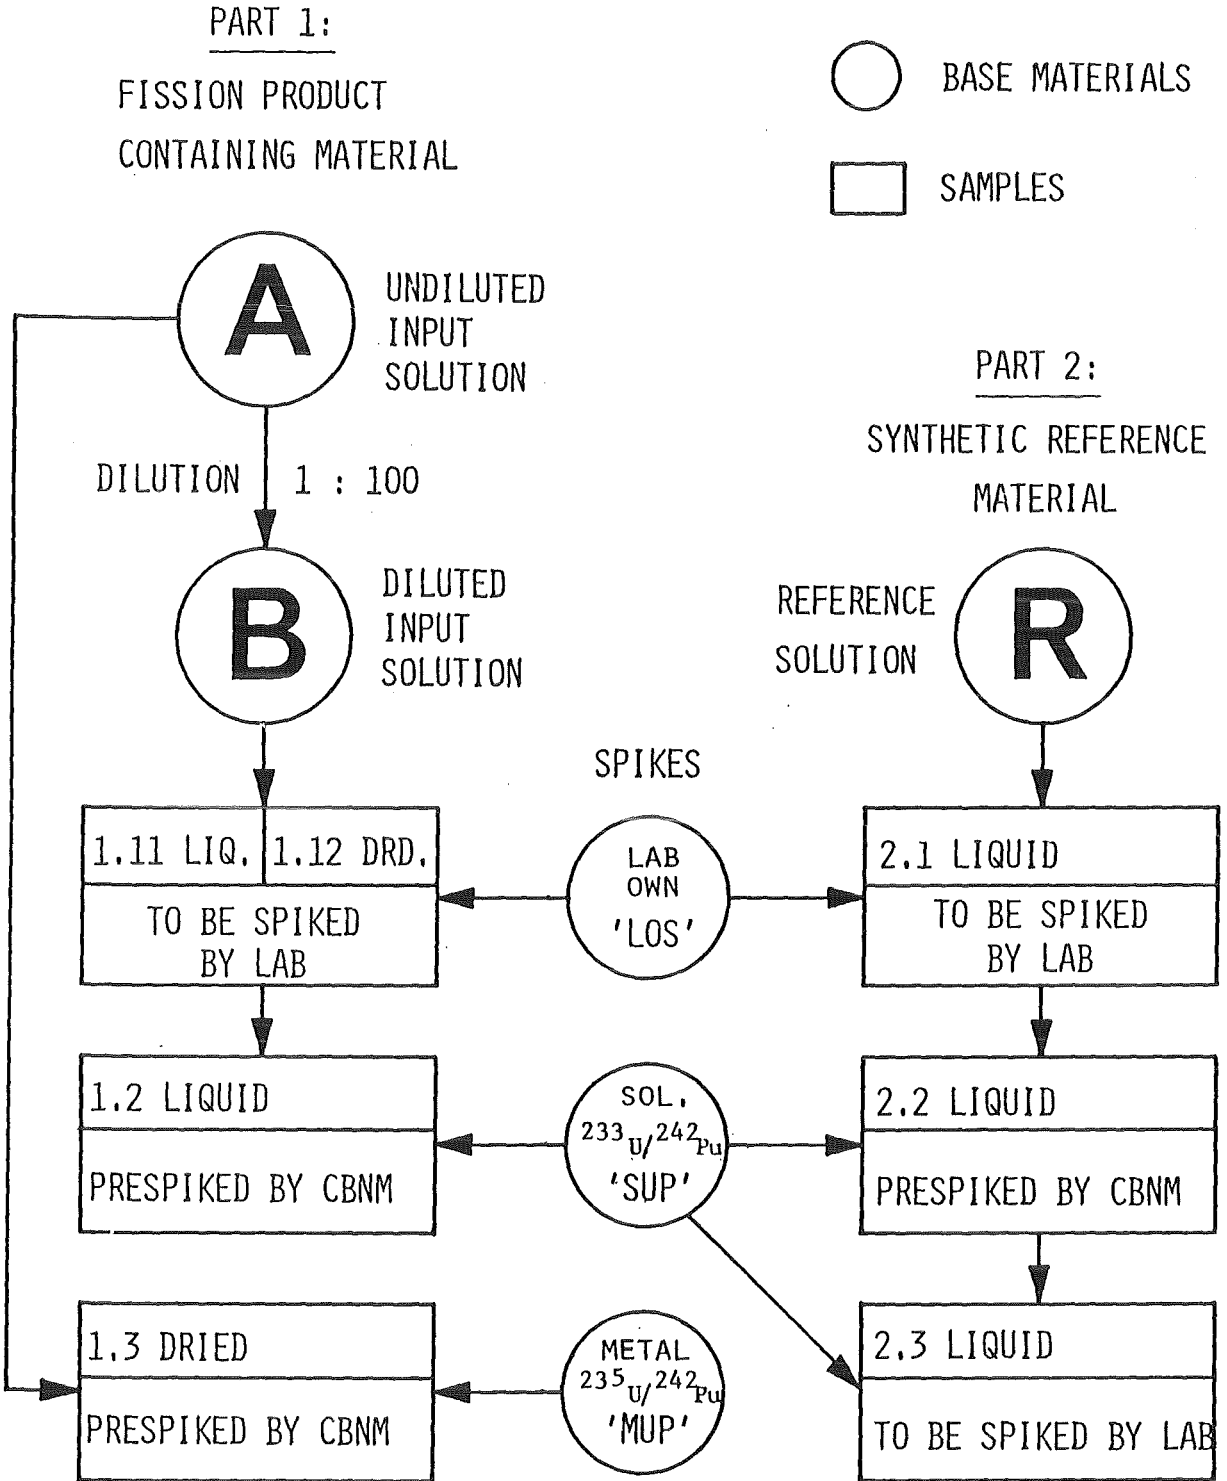 PART 1:
FISSION PRODUCT
CONTAINING MATERIAL
BASE MATERIALS
SAMPLES
A
UNDILUTED
INPUT
SOLUTION
DILUTION 1 : 100
B
DILUTED
INPUT
SOLUTION
PART 2:
SYNTHETIC REFERENCE
MATERIAL
REFERENCE
SOLUTION
R
SPIKES
1.11 LIQ. 1.12 DRD.
TO BE SPIKED
BY LAB
LAB
OWN
'LOS'
2.1 LIQUID
TO BE SPIKED
BY LAB
1.2 LIQUID
PRESPIKED BY CBNM
SOL.
²³³U/²⁴²Pu
'SUP'
2.2 LIQUID
PRESPIKED BY CBNM
1.3 DRIED
PRESPIKED BY CBNM
METAL
²³⁵U/²⁴²Pu
'MUP'
2.3 LIQUID
TO BE SPIKED BY LAB